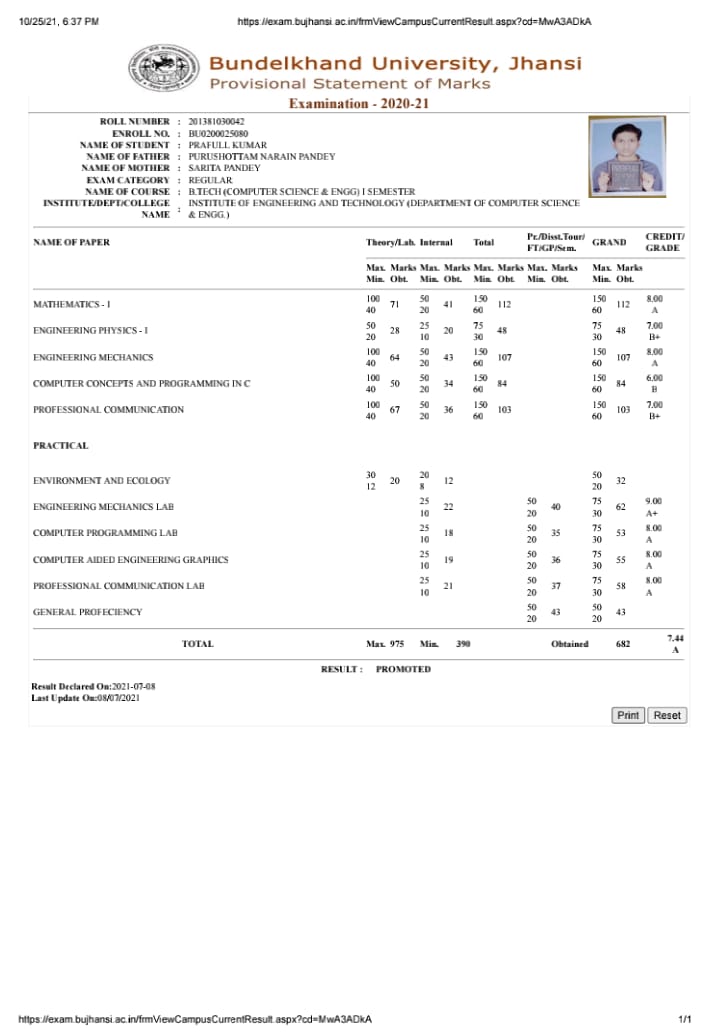 10/25/21, 6:37 PM https://exam.bujhansi.ac.in/frmViewCampusCurrentResult.aspx?cd=MwA3ADkA
Bundelkhand University, Jhansi
Provisional Statement of Marks
Examination - 2020-21
ROLL NUMBER : 201381030042
ENROLL NO. : BU0200025080
NAME OF STUDENT : PRAFULL KUMAR
NAME OF FATHER : PURUSHOTTAM NARAIN PANDEY
NAME OF MOTHER : SARITA PANDEY
EXAM CATEGORY : REGULAR
NAME OF COURSE : B.TECH (COMPUTER SCIENCE & ENGG) I SEMESTER
INSTITUTE/DEPT/COLLEGE NAME : INSTITUTE OF ENGINEERING AND TECHNOLOGY (DEPARTMENT OF COMPUTER SCIENCE
& ENGG.)
NAME OF PAPER Theory/Lab. Internal Total Pr./Disst.Tour/ FT/GP/Sem. GRAND CREDIT/ GRADE
Max. Marks Max. Marks Max. Marks Max. Marks Max. Marks
Min. Obt. Min. Obt. Min. Obt. Min. Obt. Min. Obt.
MATHEMATICS - I 100 40 71 50 20 41 150 60 112 150 60 112 8.00 A
ENGINEERING PHYSICS - I 50 20 28 25 10 20 75 30 48 75 30 48 7.00 B+
ENGINEERING MECHANICS 100 40 64 50 20 43 150 60 107 150 60 107 8.00 A
COMPUTER CONCEPTS AND PROGRAMMING IN C 100 40 50 50 20 34 150 60 84 150 60 84 6.00 B
PROFESSIONAL COMMUNICATION 100 40 67 50 20 36 150 60 103 150 60 103 7.00 B+
PRACTICAL
ENVIRONMENT AND ECOLOGY 30 12 20 20 8 12 50 20 32
ENGINEERING MECHANICS LAB 25 10 22 50 20 40 75 30 62 9.00 A+
COMPUTER PROGRAMMING LAB 25 10 18 50 20 35 75 30 53 8.00 A
COMPUTER AIDED ENGINEERING GRAPHICS 25 10 19 50 20 36 75 30 55 8.00 A
PROFESSIONAL COMMUNICATION LAB 25 10 21 50 20 37 75 30 58 8.00 A
GENERAL PROFECIENCY 50 20 43 50 20 43
TOTAL Max. 975 Min. 390 Obtained 682 7.44 A
RESULT : PROMOTED
Result Declared On:2021-07-08
Last Update On:08/07/2021
Print Reset
https://exam.bujhansi.ac.in/frmViewCampusCurrentResult.aspx?cd=MwA3ADkA 1/1